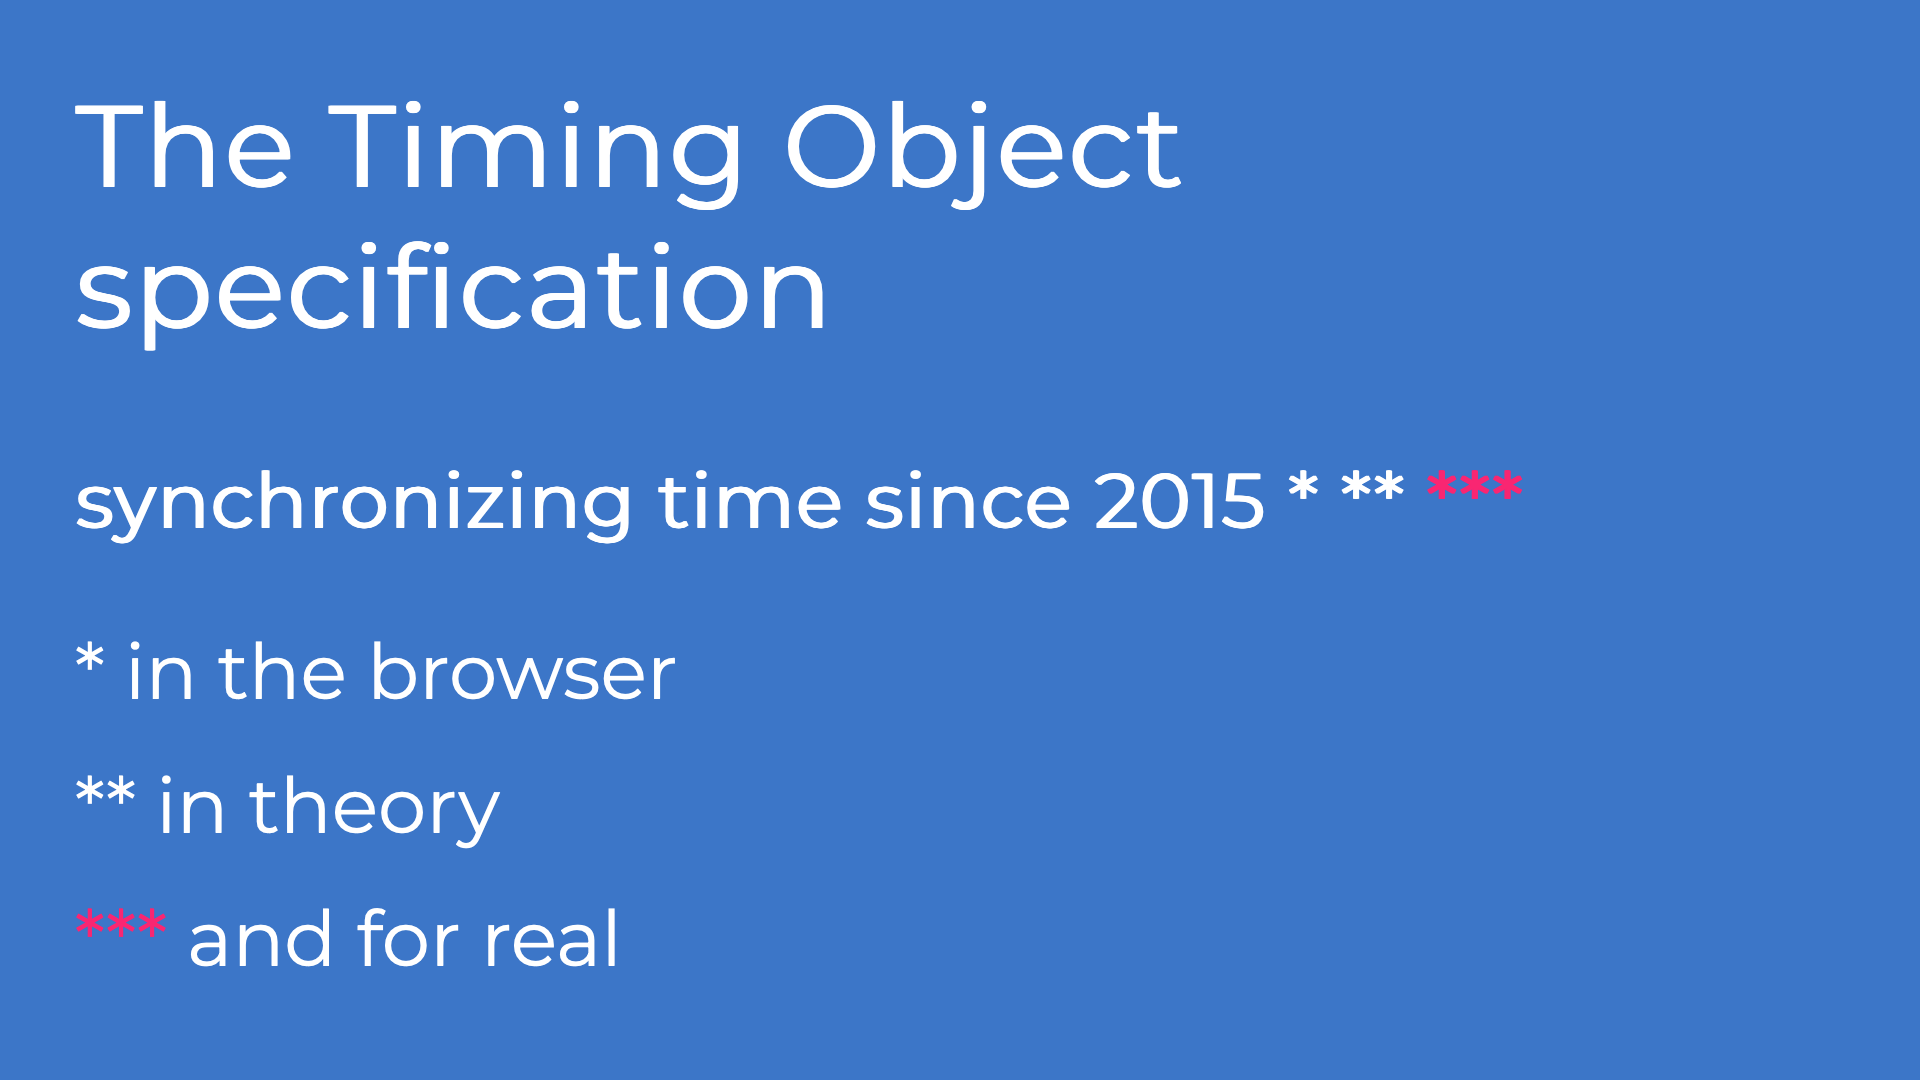 The Timing Object
specification
synchronizing time since 2015 * ** ***
* in the browser
** in theory
*** and for real